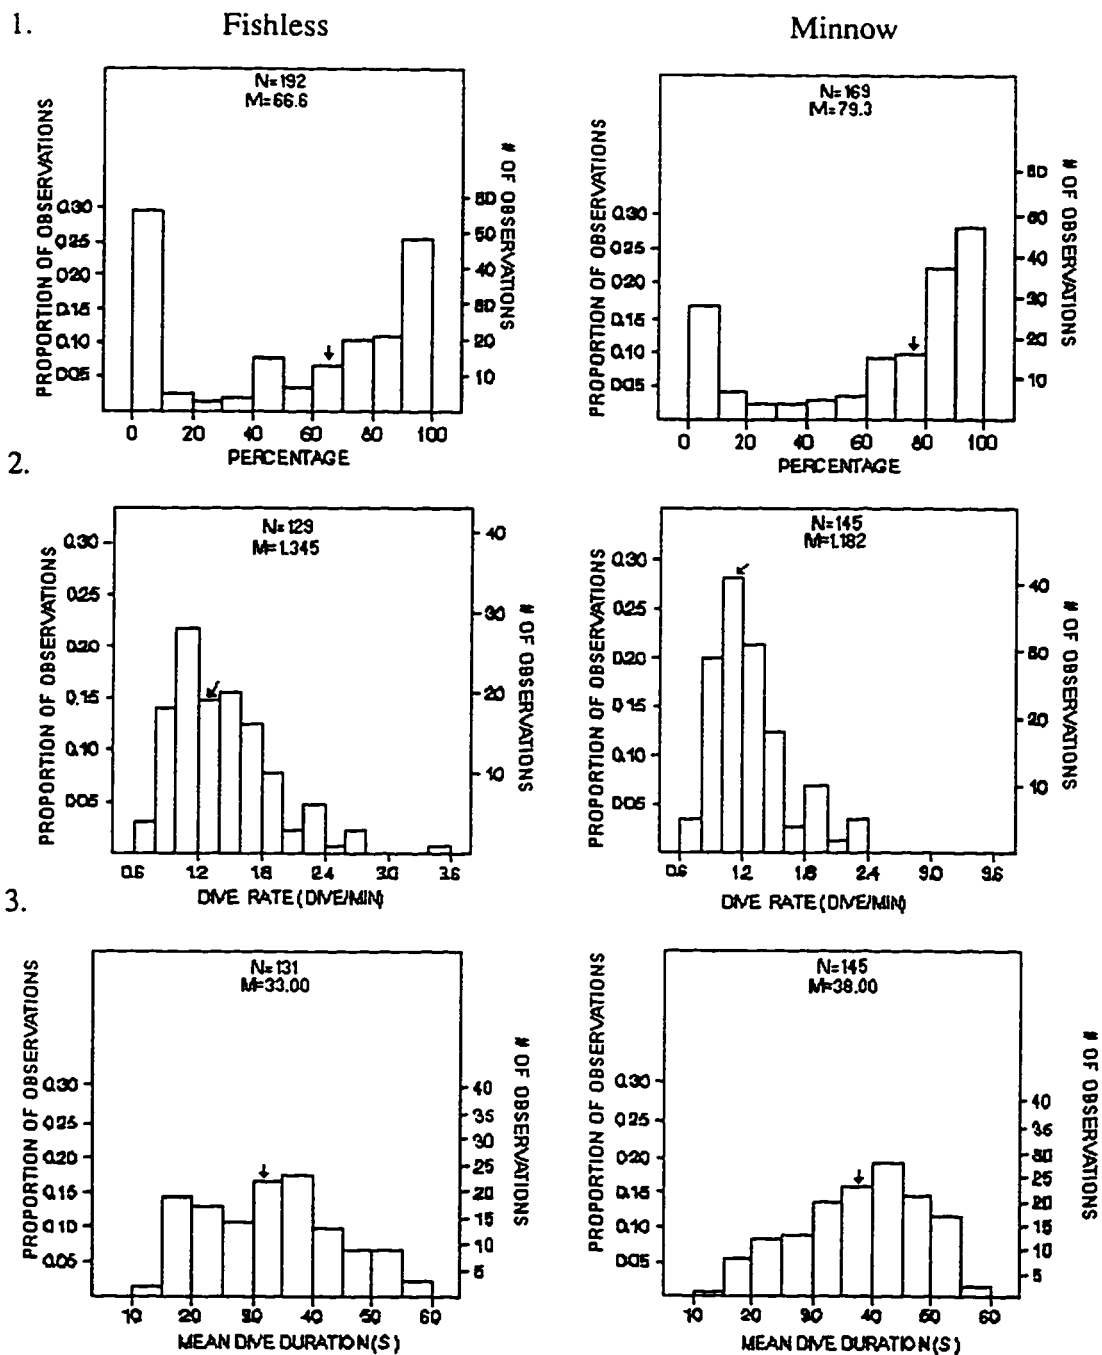 1.
Fishless
Minnow
N=192
M=66.6
PROPORTION OF OBSERVATIONS
0.30
0.25
0.20
0.15
0.10
0.05
# OF OBSERVATIONS
60
50
40
30
20
10
0 20 40 60 80 100
PERCENTAGE
N=169
M=79.3
PROPORTION OF OBSERVATIONS
0.30
0.25
0.20
0.15
0.10
0.05
# OF OBSERVATIONS
60
40
30
20
10
0 20 40 60 80 100
PERCENTAGE
2.
N=129
M=1.345
PROPORTION OF OBSERVATIONS
0.30
0.25
0.20
0.15
0.10
0.05
# OF OBSERVATIONS
40
30
20
10
0.6 1.2 1.8 2.4 3.0 3.6
DIVE RATE (DIVE/MIN)
N=145
M=1.182
PROPORTION OF OBSERVATIONS
0.30
0.25
0.20
0.15
0.10
0.05
# OF OBSERVATIONS
40
30
20
10
0.6 1.2 1.8 2.4 3.0 3.6
DIVE RATE (DIVE/MIN)
3.
N=131
M=33.00
PROPORTION OF OBSERVATIONS
0.30
0.25
0.20
0.15
0.10
0.05
# OF OBSERVATIONS
40
35
30
25
20
15
10
5
10 20 30 40 50 60
MEAN DIVE DURATION(S)
N=145
M=38.00
PROPORTION OF OBSERVATIONS
0.30
0.25
0.20
0.15
0.10
0.05
# OF OBSERVATIONS
40
35
30
25
20
15
10
5
10 20 30 40 50 60
MEAN DIVE DURATION(S)